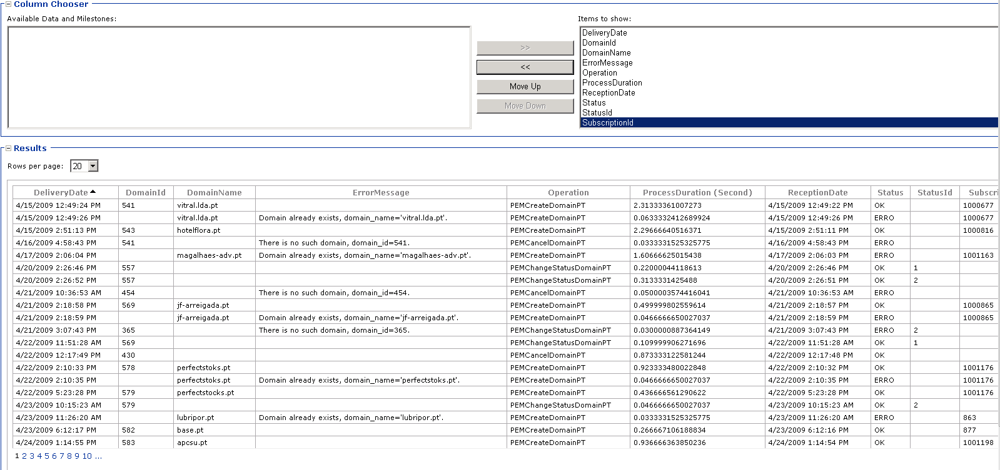 Column Chooser
Available Data and Milestones:
Items to show:
>>
<<
Move Up
Move Down
DeliveryDate
DomainId
DomainName
ErrorMessage
Operation
ProcessDuration
ReceptionDate
Status
StatusId
SubscriptionId
Results
Rows per page: 20
DeliveryDate DomainId DomainName ErrorMessage Operation ProcessDuration (Second) ReceptionDate Status StatusId Subscri
4/15/2009 12:49:24 PM 541 vitral.lda.pt PEMCreateDomainPT 2.31333361007273 4/15/2009 12:49:22 PM OK 1000677
4/15/2009 12:49:26 PM vitral.lda.pt Domain already exists, domain_name='vitral.lda.pt'. PEMCreateDomainPT 0.0633332412689924 4/15/2009 12:49:26 PM ERRO 1000677
4/15/2009 2:51:13 PM 543 hotelflora.pt PEMCreateDomainPT 2.29666640516371 4/15/2009 2:51:11 PM OK 1000816
4/16/2009 4:58:43 PM 541 There is no such domain, domain_id=541. PEMCancelDomainPT 0.0333331525325775 4/16/2009 4:58:43 PM ERRO
4/17/2009 2:06:04 PM magalhaes-adv.pt Domain already exists, domain_name='magalhaes-adv.pt'. PEMCreateDomainPT 1.60666625015438 4/17/2009 2:06:03 PM ERRO 1001163
4/20/2009 2:26:46 PM 557 PEMChangeStatusDomainPT 0.22000044118613 4/20/2009 2:26:46 PM OK 1
4/20/2009 2:26:52 PM 557 PEMChangeStatusDomainPT 0.3133331425488 4/20/2009 2:26:51 PM OK 2
4/21/2009 10:36:53 AM 454 There is no such domain, domain_id=454. PEMCancelDomainPT 0.0500003574416041 4/21/2009 10:36:53 AM ERRO
4/21/2009 2:18:58 PM 569 jf-arreigada.pt PEMCreateDomainPT 0.499999802559614 4/21/2009 2:18:57 PM OK 1000865
4/21/2009 2:18:59 PM jf-arreigada.pt Domain already exists, domain_name='jf-arreigada.pt'. PEMCreateDomainPT 0.0466666650027037 4/21/2009 2:18:59 PM ERRO 1000865
4/21/2009 3:07:43 PM 365 There is no such domain, domain_id=365. PEMChangeStatusDomainPT 0.0300000887364149 4/21/2009 3:07:43 PM ERRO 2
4/22/2009 11:51:28 AM 569 PEMChangeStatusDomainPT 0.109999906271696 4/22/2009 11:51:28 AM OK 1
4/22/2009 12:17:49 PM 430 PEMCancelDomainPT 0.873333122581244 4/22/2009 12:17:48 PM OK
4/22/2009 2:10:33 PM 578 perfectstoks.pt PEMCreateDomainPT 0.923333480022848 4/22/2009 2:10:32 PM OK 1001176
4/22/2009 2:10:35 PM perfectstoks.pt Domain already exists, domain_name='perfectstoks.pt'. PEMCreateDomainPT 0.0466666650027037 4/22/2009 2:10:35 PM ERRO 1001176
4/22/2009 5:23:28 PM 579 perfectstocks.pt PEMCreateDomainPT 0.436666561290622 4/22/2009 5:23:28 PM OK 1001176
4/23/2009 10:15:23 AM 579 PEMChangeStatusDomainPT 0.0466666650027037 4/23/2009 10:15:23 AM OK 2
4/23/2009 11:26:20 AM lubripor.pt Domain already exists, domain_name='lubripor.pt'. PEMCreateDomainPT 0.0333331525325775 4/23/2009 11:26:20 AM ERRO 863
4/23/2009 6:12:17 PM 582 base.pt PEMCreateDomainPT 0.266667106188834 4/23/2009 6:12:16 PM OK 877
4/24/2009 1:14:55 PM 583 apcsu.pt PEMCreateDomainPT 0.936666363850236 4/24/2009 1:14:54 PM OK 1001198
1 2 3 4 5 6 7 8 9 10 ...